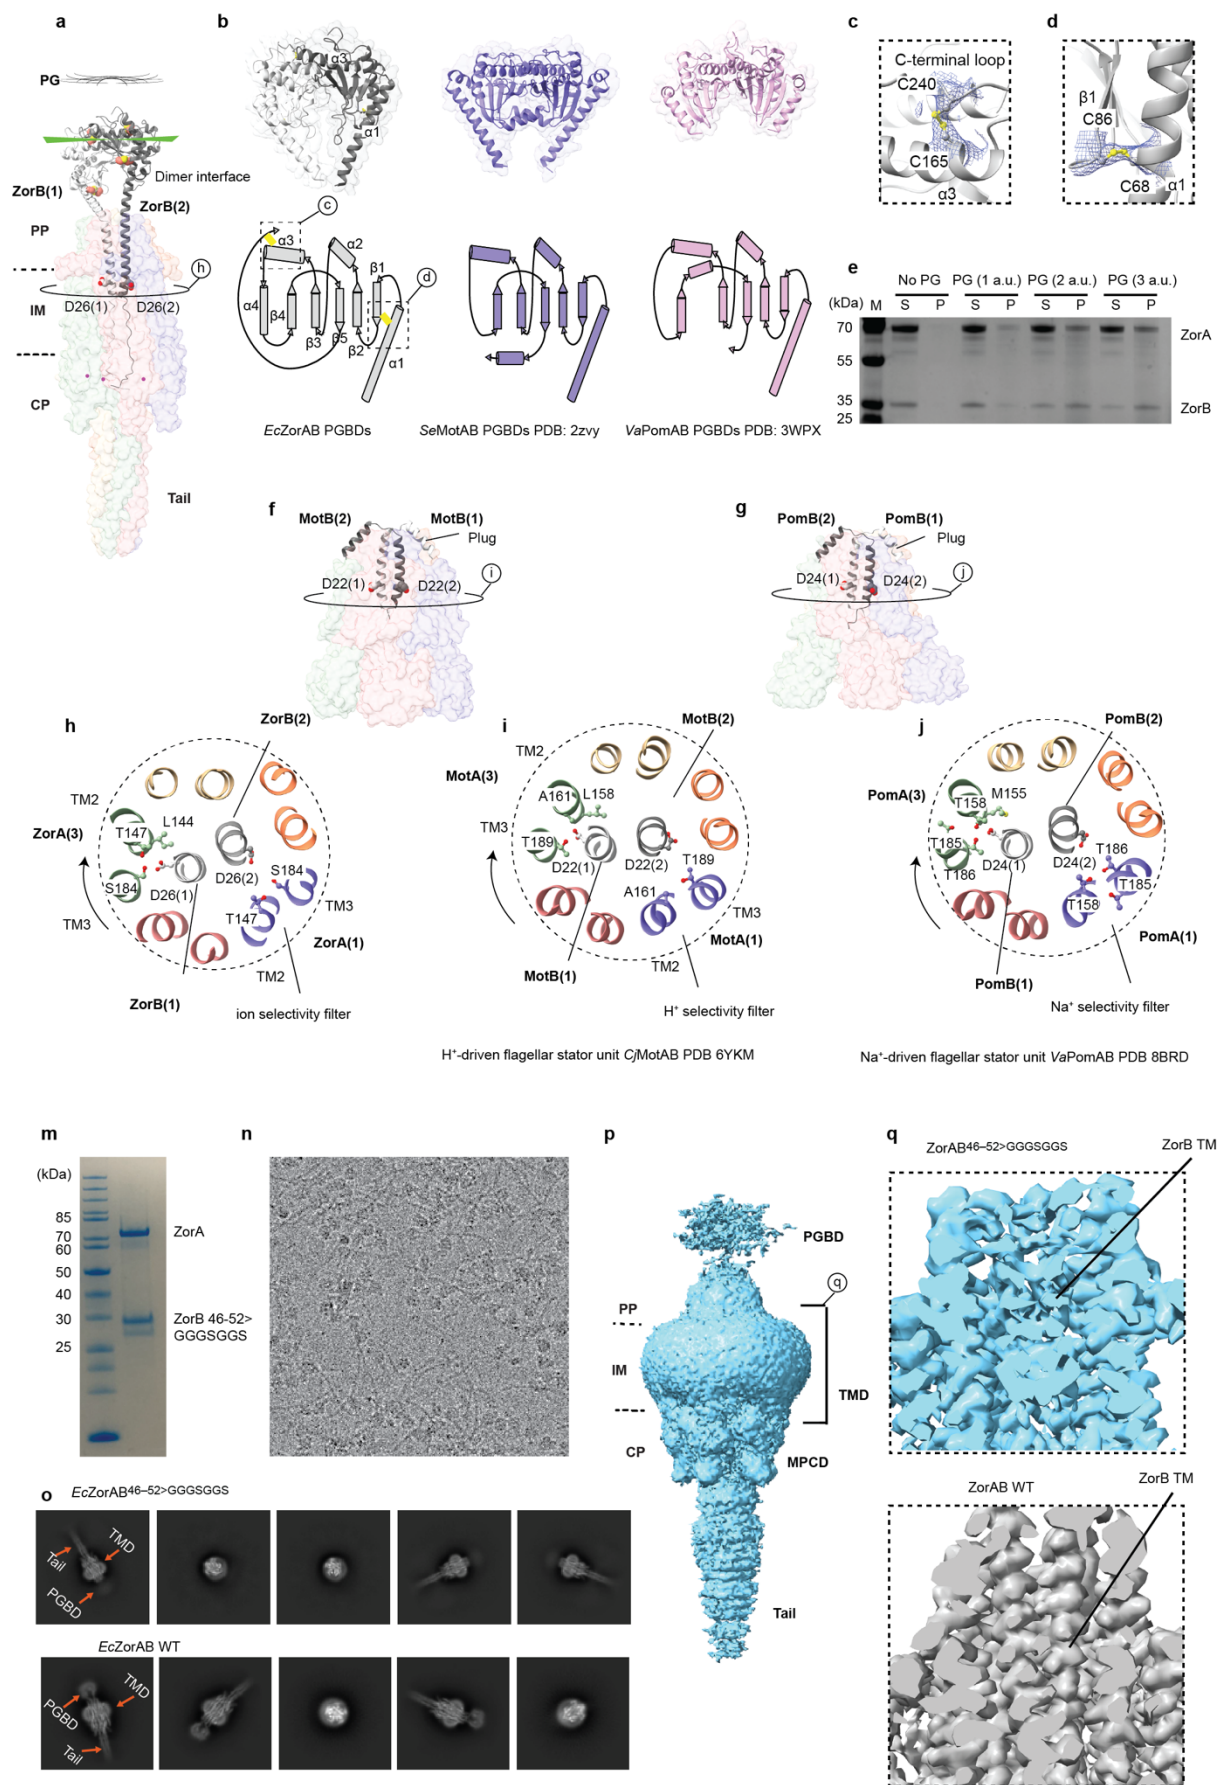 a
PG
ZorB(1)
Dimer interface
ZorB(2)
PP
h
D26(1)
D26(2)
IM
CP
Tail
b
α3
α1
c
α3
α2
β1
d
α4
β4
β3
β5
β2
α1
EcZorAB PGBDs
SeMotAB PGBDs PDB: 2zvy
VaPomAB PGBDs PDB: 3WPX
c
C-terminal loop
C240
C165
α3
d
β1
C86
C68
α1
e
No PG
PG (1 a.u.)
PG (2 a.u.)
PG (3 a.u.)
(kDa)
M
S
P
S
P
S
P
S
P
70
55
35
25
ZorA
ZorB
f
MotB(2)
MotB(1)
Plug
D22(1)
D22(2)
i
g
PomB(2)
PomB(1)
Plug
D24(1)
D24(2)
j
h
ZorB(2)
TM2
ZorA(3)
L144
T147
S184
D26(1)
D26(2)
S184
T147
TM3
TM3
ZorA(1)
TM2
ZorB(1)
ion selectivity filter
i
MotB(2)
TM2
MotA(3)
A161
L158
TM3
T189
D22(1)
D22(2)
T189
A161
TM3
MotA(1)
TM2
MotB(1)
H⁺ selectivity filter
H⁺-driven flagellar stator unit CjMotAB PDB 6YKM
j
PomB(2)
PomA(3)
M155
T158
T185
T186
D24(1)
D24(2)
T186
T185
T158
PomA(1)
PomB(1)
Na⁺ selectivity filter
Na⁺-driven flagellar stator unit VaPomAB PDB 8BRD
m
(kDa)
85
70
60
50
40
30
25
ZorA
ZorB 46-52>
GGGSGGS
n
o
EcZorAB46–52>GGGSGGS
Tail
TMD
PGBD
EcZorAB WT
PGBD
TMD
Tail
p
PGBD
q
PP
IM
TMD
CP
MPCD
Tail
q
ZorAB46–52>GGGSGGS
ZorB TM
ZorAB WT
ZorB TM